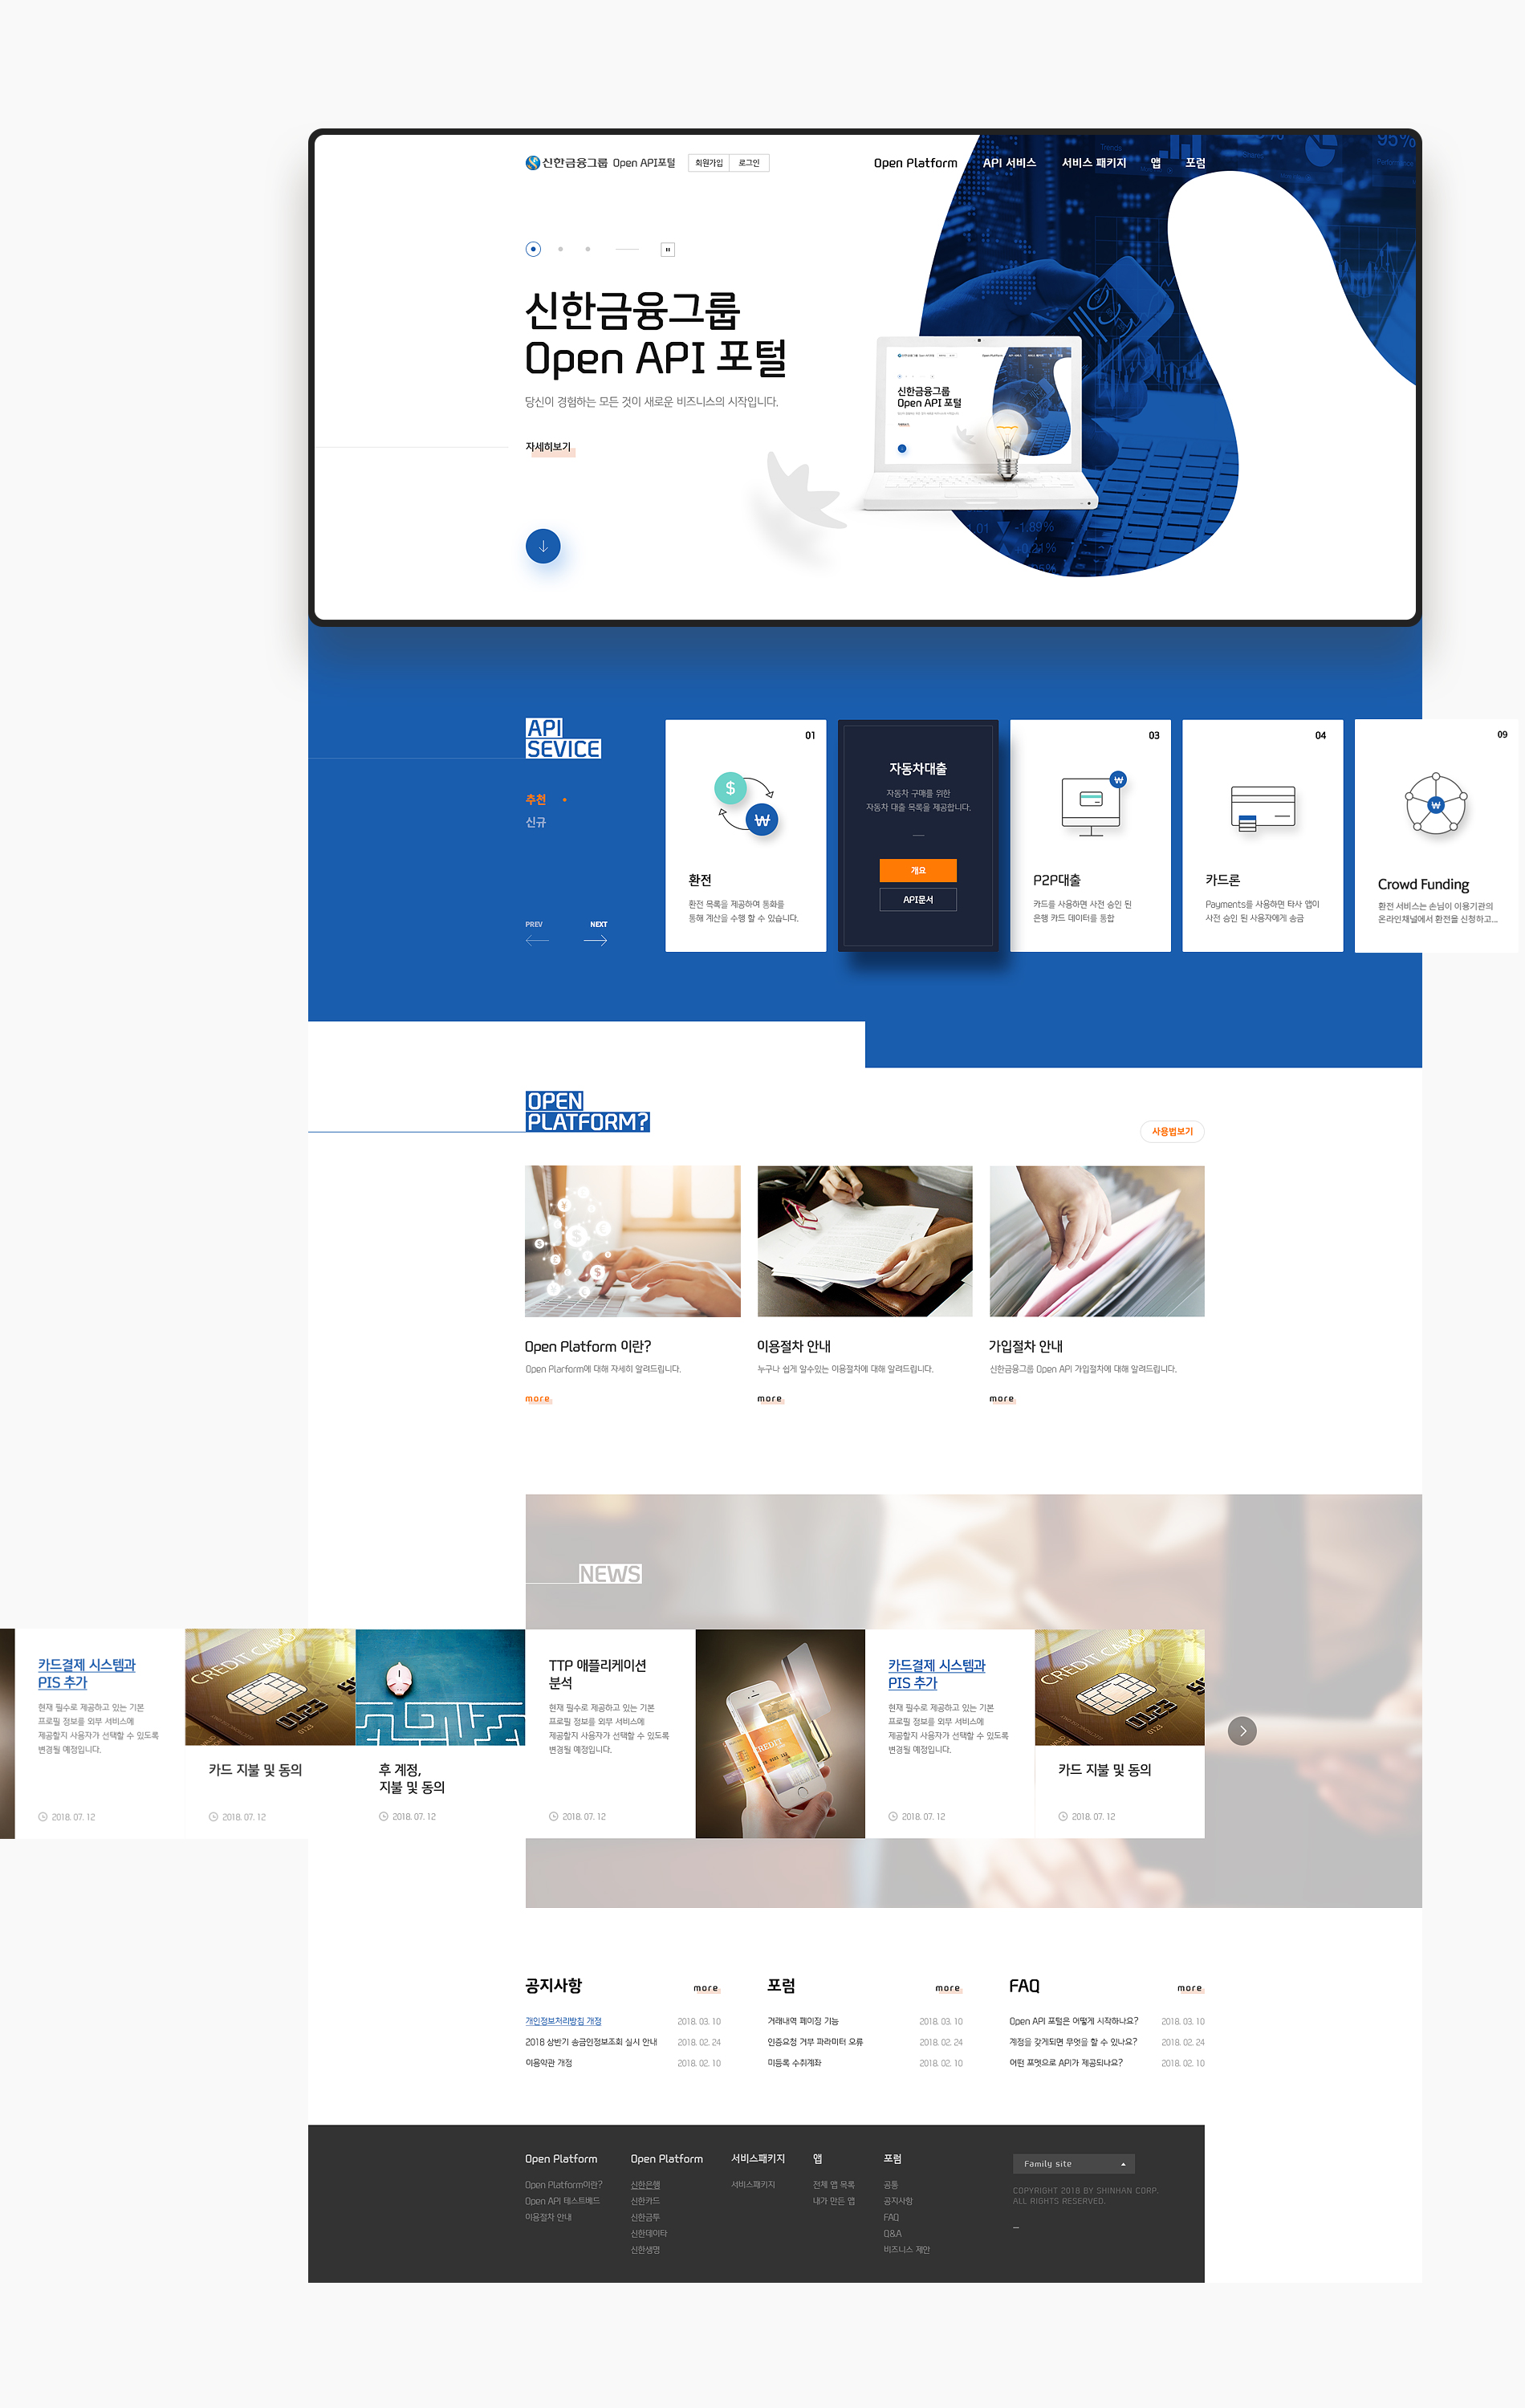 신한금융그룹 Open API포털
회원가입
로그인
Open Platform
API 서비스
서비스 패키지
앱
포럼
Trends
95%
신한금융그룹
Open API 포털
당신이 경험하는 모든 것이 새로운 비즈니스의 시작입니다.
자세히보기
신한금융그룹
Open API 포털
-1.89%
+0.21%
API
SEVICE
추천
신규
PREV
NEXT
01
환전
환전 목록을 제공하여 통화를
통해 계산을 수행 할 수 있습니다.
자동차대출
자동차 구매를 위한
자동차 대출 목록을 제공합니다.
개요
API문서
03
P2P대출
카드를 사용하면 사전 승인 된
은행 카드 데이터를 통합
04
카드론
Payments를 사용하면 타사 앱이
사전 승인 된 사용자에게 송금
09
Crowd Funding
환전 서비스는 손님이 이용기관의
온라인채널에서 환전을 신청하고...
OPEN
PLATFORM?
사용법보기
Open Platform 이란?
Open Plarform에 대해 자세히 알려드립니다.
more
이용절차 안내
누구나 쉽게 알수있는 이용절차에 대해 알려드립니다.
more
가입절차 안내
신한금융그룹 Open API 가입절차에 대해 알려드립니다.
more
NEWS
카드결제 시스템과
PIS 추가
현재 필수로 제공하고 있는 기본
프로필 정보를 외부 서비스에
제공할지 사용자가 선택할 수 있도록
변경될 예정입니다.
2018. 07. 12
CREDIT CARD
0123
카드 지불 및 동의
2018. 07. 12
후 계정,
지불 및 동의
2018. 07. 12
TTP 애플리케이션
분석
현재 필수로 제공하고 있는 기본
프로필 정보를 외부 서비스에
제공할지 사용자가 선택할 수 있도록
변경될 예정입니다.
2018. 07. 12
CREDIT
카드결제 시스템과
PIS 추가
현재 필수로 제공하고 있는 기본
프로필 정보를 외부 서비스에
제공할지 사용자가 선택할 수 있도록
변경될 예정입니다.
2018. 07. 12
CREDIT CARD
0123
카드 지불 및 동의
2018. 07. 12
공지사항
more
개인정보처리방침 개정
2018. 03. 10
2018 상반기 송금인정보조회 실시 안내
2018. 02. 24
이용약관 개정
2018. 02. 10
포럼
more
거래내역 페이징 기능
2018. 03. 10
인증요청 거부 파라미터 오류
2018. 02. 24
미등록 수취계좌
2018. 02. 10
FAQ
more
Open API 포털은 어떻게 시작하나요?
2018. 03. 10
계정을 갖게되면 무엇을 할 수 있나요?
2018. 02. 24
어떤 포멧으로 API가 제공되나요?
2018. 02. 10
Open Platform
Open Platform이란?
Open API 테스트베드
이용절차 안내
Open Platform
신한은행
신한카드
신한금투
신한데이타
신한생명
서비스패키지
서비스패키지
앱
전체 앱 목록
내가 만든 앱
포럼
공통
공지사항
FAQ
Q&A
비즈니스 제안
Family site
COPYRIGHT 2018 BY SHINHAN CORP.
ALL RIGHTS RESERVED.